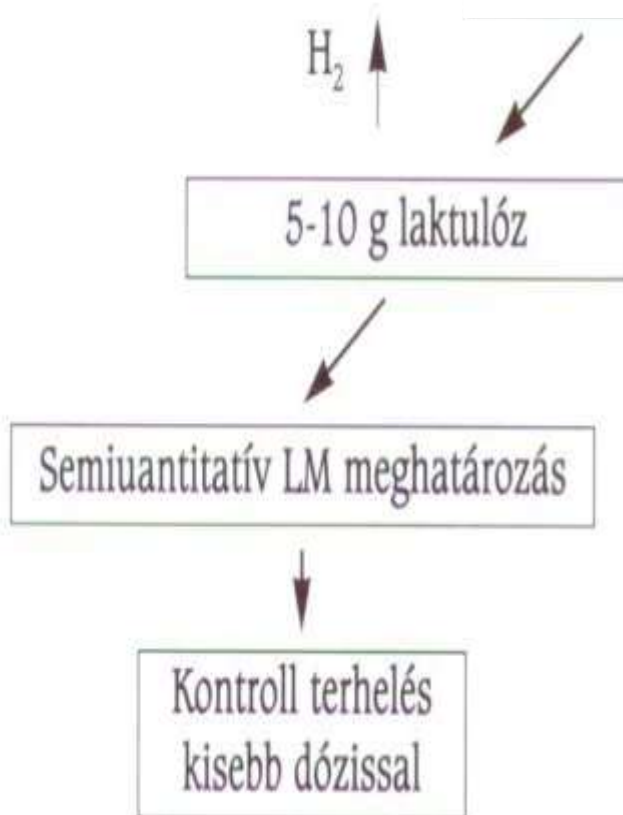 H₂
5-10 g laktulóz
Semiuantitatív LM meghatározás
Kontroll terhelés
kisebb dózissal